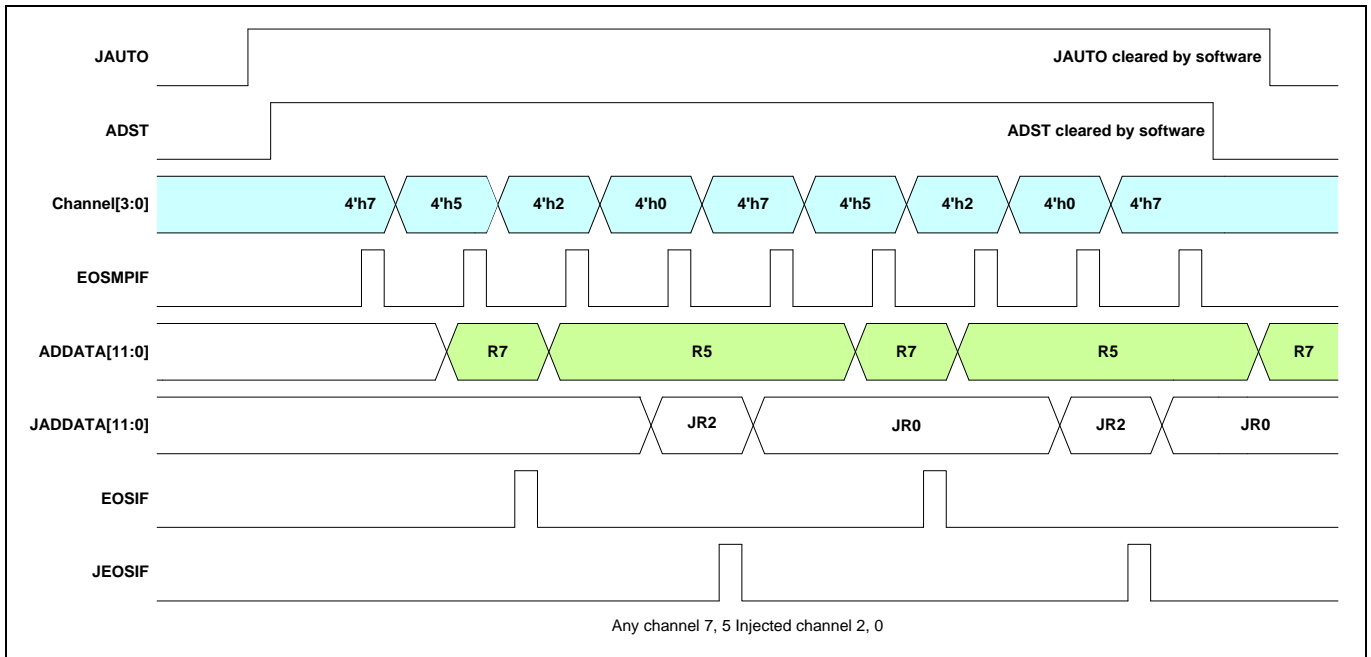 JAUTO
JAUTO cleared by software
ADST
ADST cleared by software
Channel[3:0]
4'h7 4'h5 4'h2 4'h0 4'h7 4'h5 4'h2 4'h0 4'h7
EOSMPIF
ADDATA[11:0]
R7 R5 R7 R5 R7
JADDATA[11:0]
JR2 JR0 JR2 JR0
EOSIF
JEOSIF
Any channel 7, 5 Injected channel 2, 0